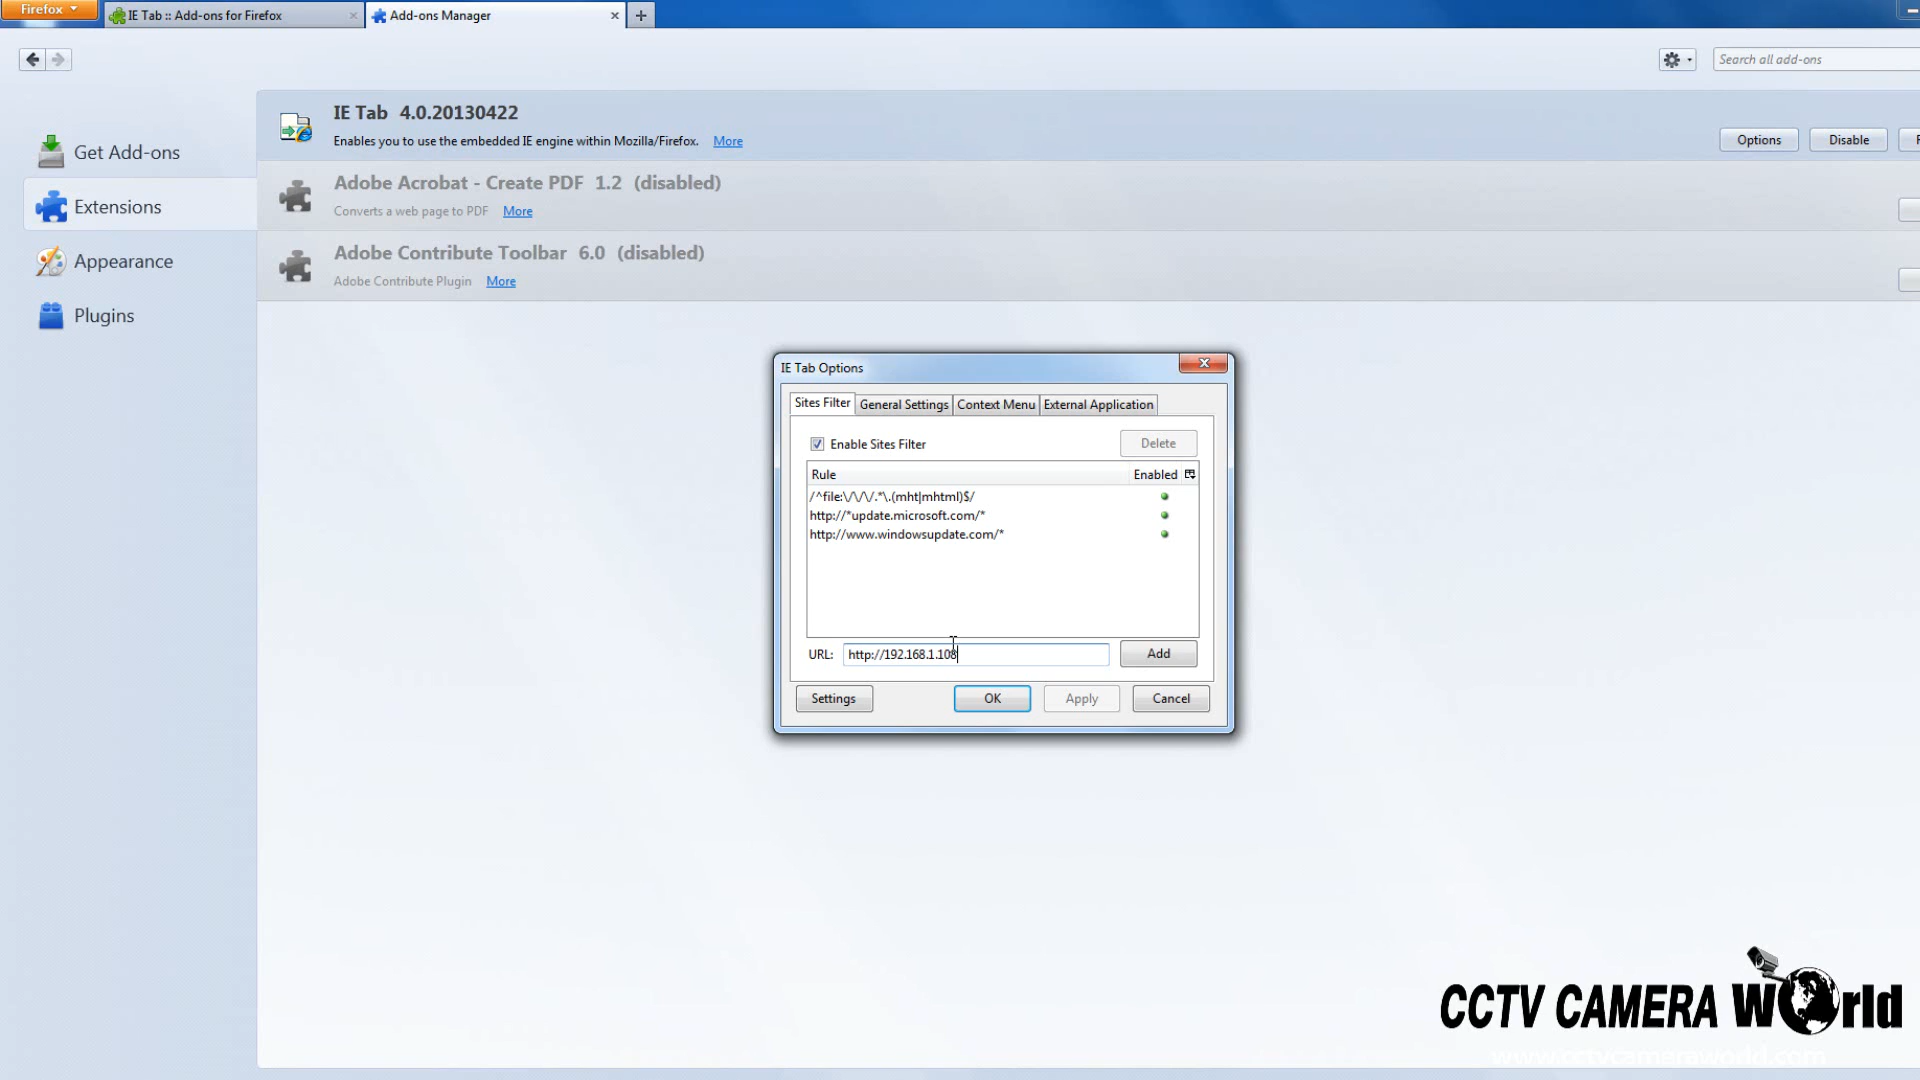 Firefox
IE Tab :: Add-ons for Firefox
Add-ons Manager
Search all add-ons
Get Add-ons
Extensions
Appearance
Plugins
IE Tab 4.0.20130422
Enables you to use the embedded IE engine within Mozilla/Firefox. More
Options
Disable
Adobe Acrobat - Create PDF 1.2 (disabled)
Converts a web page to PDF More
Adobe Contribute Toolbar 6.0 (disabled)
Adobe Contribute Plugin More
IE Tab Options
Sites Filter General Settings Context Menu External Application
Enable Sites Filter
Delete
Rule Enabled
/^file:\/\/\/.*\.(mht|mhtml)$/
http://*update.microsoft.com/*
http://www.windowsupdate.com/*
URL: http://192.168.1.108
Add
Settings
OK
Apply
Cancel
CCTV CAMERA World
www.cctvcameraworld.com